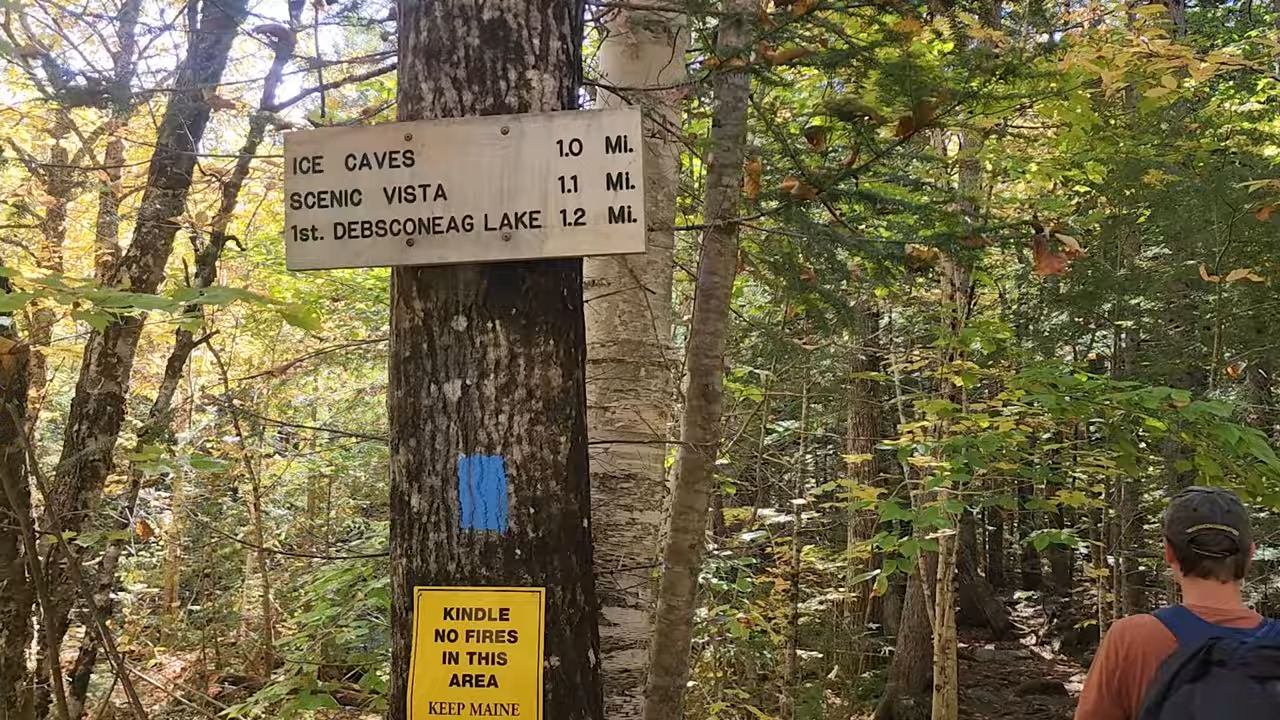 ICE CAVES 1.0 Mi.
SCENIC VISTA 1.1 Mi.
1st. DEBSCONEAG LAKE 1.2 Mi.
KINDLE
NO FIRES
IN THIS
AREA
KEEP MAINE